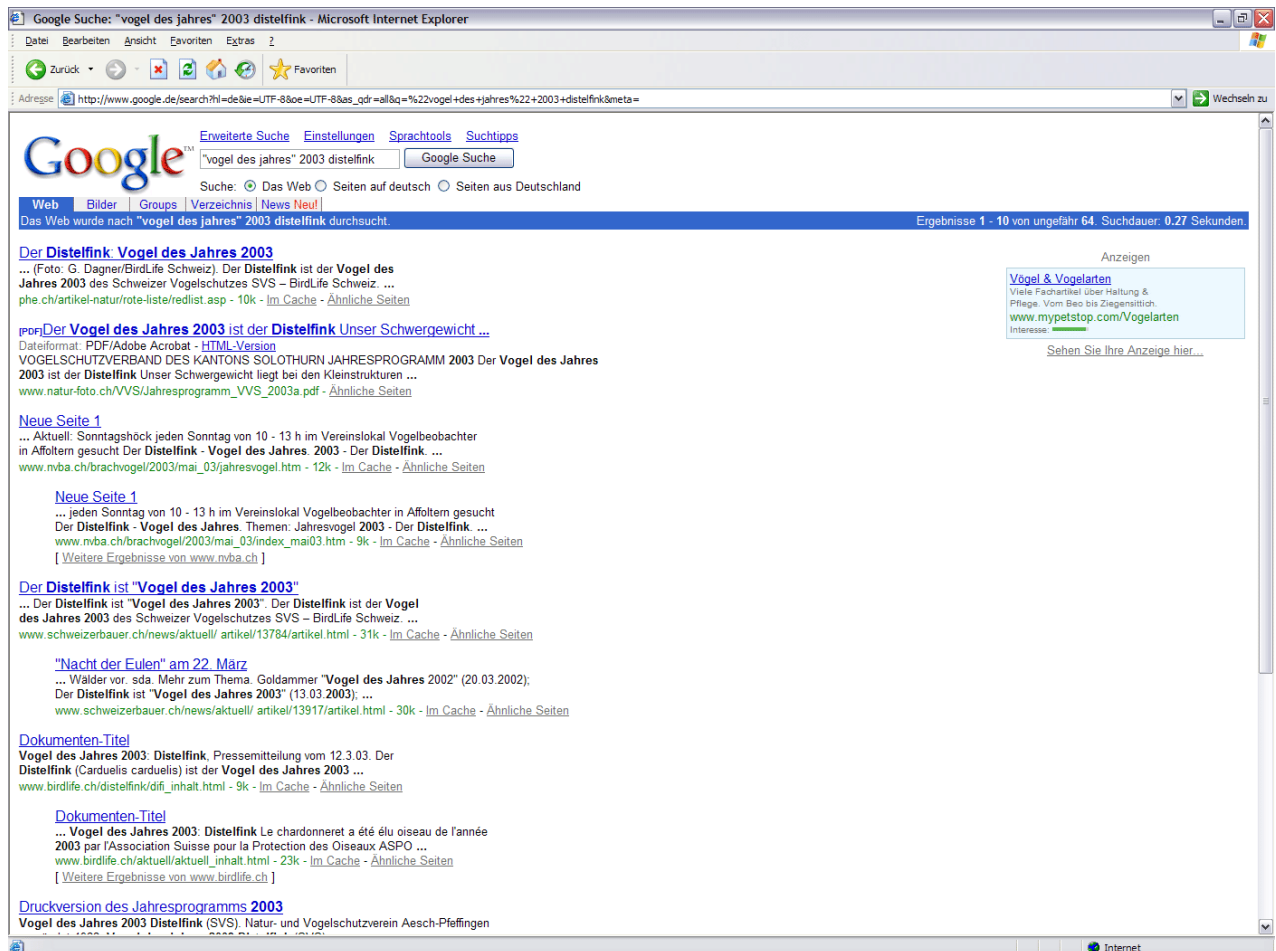 Google Suche: "vogel des jahres" 2003 distelfink - Microsoft Internet Explorer
Datei Bearbeiten Ansicht Favoriten Extras ?
Zurück Favoriten
Adresse http://www.google.de/search?hl=de&ie=UTF-8&oe=UTF-8&as_qdr=all&q=%22vogel+des+jahres%22+2003+distelfink&meta= Wechseln zu
Erweiterte Suche Einstellungen Sprachtools Suchtipps
Google™ "vogel des jahres" 2003 distelfink Google Suche
Suche: Das Web Seiten auf deutsch Seiten aus Deutschland
Web Bilder Groups Verzeichnis News Neu!
Das Web wurde nach "vogel des jahres" 2003 distelfink durchsucht. Ergebnisse 1 - 10 von ungefähr 64. Suchdauer: 0.27 Sekunden.
Der Distelfink: Vogel des Jahres 2003
... (Foto: G. Dagner/BirdLife Schweiz). Der Distelfink ist der Vogel des
Jahres 2003 des Schweizer Vogelschutzes SVS – BirdLife Schweiz. ...
phe.ch/artikel-natur/rote-liste/redlist.asp - 10k - Im Cache - Ähnliche Seiten
[PDF]Der Vogel des Jahres 2003 ist der Distelfink Unser Schwergewicht ...
Dateiformat: PDF/Adobe Acrobat - HTML-Version
VOGELSCHUTZVERBAND DES KANTONS SOLOTHURN JAHRESPROGRAMM 2003 Der Vogel des Jahres
2003 ist der Distelfink Unser Schwergewicht liegt bei den Kleinstrukturen ...
www.natur-foto.ch/VVS/Jahresprogramm_VVS_2003a.pdf - Ähnliche Seiten
Neue Seite 1
... Aktuell: Sonntagshöck jeden Sonntag von 10 - 13 h im Vereinslokal Vogelbeobachter
in Affoltern gesucht Der Distelfink - Vogel des Jahres. 2003 - Der Distelfink. ...
www.nvba.ch/brachvogel/2003/mai_03/jahresvogel.htm - 12k - Im Cache - Ähnliche Seiten
Neue Seite 1
... jeden Sonntag von 10 - 13 h im Vereinslokal Vogelbeobachter in Affoltern gesucht
Der Distelfink - Vogel des Jahres. Themen: Jahresvogel 2003 - Der Distelfink. ...
www.nvba.ch/brachvogel/2003/mai_03/index_mai03.htm - 9k - Im Cache - Ähnliche Seiten
[ Weitere Ergebnisse von www.nvba.ch ]
Der Distelfink ist "Vogel des Jahres 2003"
... Der Distelfink ist "Vogel des Jahres 2003". Der Distelfink ist der Vogel
des Jahres 2003 des Schweizer Vogelschutzes SVS – BirdLife Schweiz. ...
www.schweizerbauer.ch/news/aktuell/ artikel/13784/artikel.html - 31k - Im Cache - Ähnliche Seiten
"Nacht der Eulen" am 22. März
... Wälder vor. sda. Mehr zum Thema. Goldammer "Vogel des Jahres 2002" (20.03.2002);
Der Distelfink ist "Vogel des Jahres 2003" (13.03.2003); ...
www.schweizerbauer.ch/news/aktuell/ artikel/13917/artikel.html - 30k - Im Cache - Ähnliche Seiten
Dokumenten-Titel
Vogel des Jahres 2003: Distelfink, Pressemitteilung vom 12.3.03. Der
Distelfink (Carduelis carduelis) ist der Vogel des Jahres 2003 ...
www.birdlife.ch/distelfink/difi_inhalt.html - 9k - Im Cache - Ähnliche Seiten
Dokumenten-Titel
... Vogel des Jahres 2003: Distelfink Le chardonneret a été élu oiseau de l'année
2003 par l'Association Suisse pour la Protection des Oiseaux ASPO ...
www.birdlife.ch/aktuell/aktuell_inhalt.html - 23k - Im Cache - Ähnliche Seiten
[ Weitere Ergebnisse von www.birdlife.ch ]
Druckversion des Jahresprogramms 2003
Vogel des Jahres 2003 Distelfink (SVS). Natur- und Vogelschutzverein Aesch-Pfeffingen
Anzeigen
Vögel & Vogelarten
Viele Fachartikel über Haltung &
Pflege. Vom Beo bis Ziegensittich.
www.mypetstop.com/Vogelarten
Interesse:
Sehen Sie Ihre Anzeige hier...
Internet